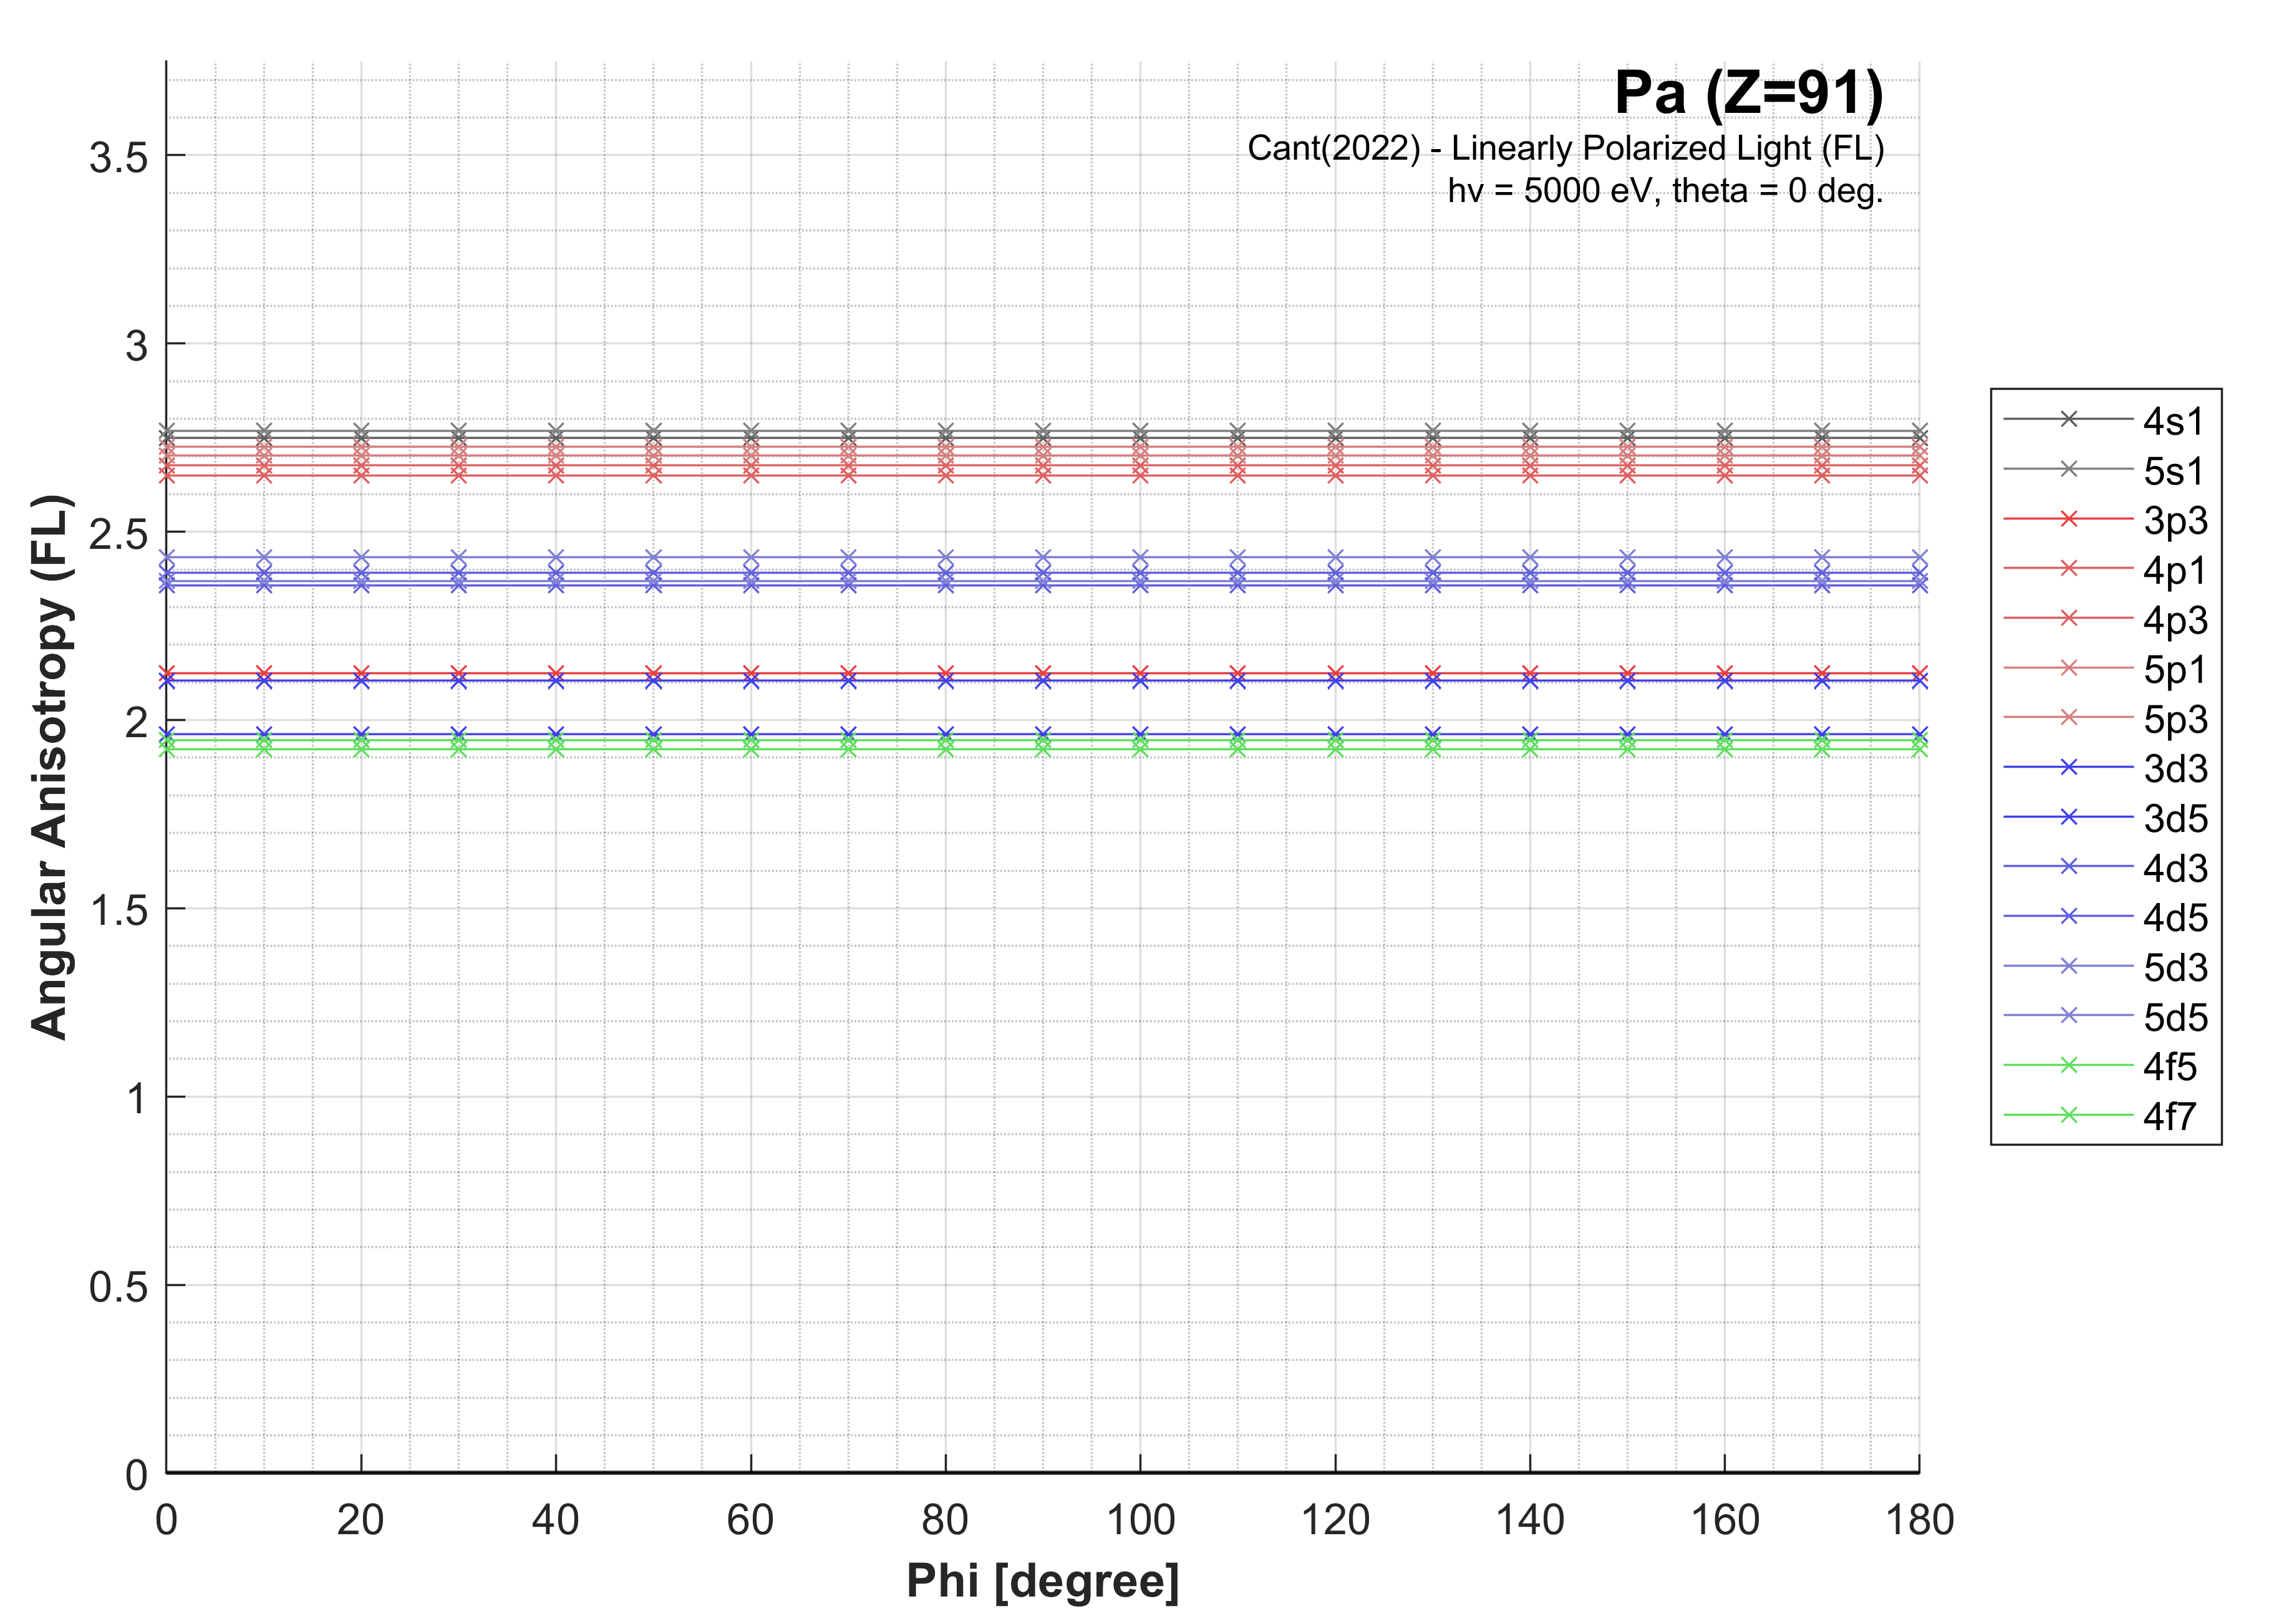 Pa (Z=91)
Cant(2022) - Linearly Polarized Light (FL)
hv = 5000 eV, theta = 0 deg.
Angular Anisotropy (FL)
3.5
3
2.5
2
1.5
1
0.5
0
0 20 40 60 80 100 120 140 160 180
Phi [degree]
4s1
5s1
3p3
4p1
4p3
5p1
5p3
3d3
3d5
4d3
4d5
5d3
5d5
4f5
4f7